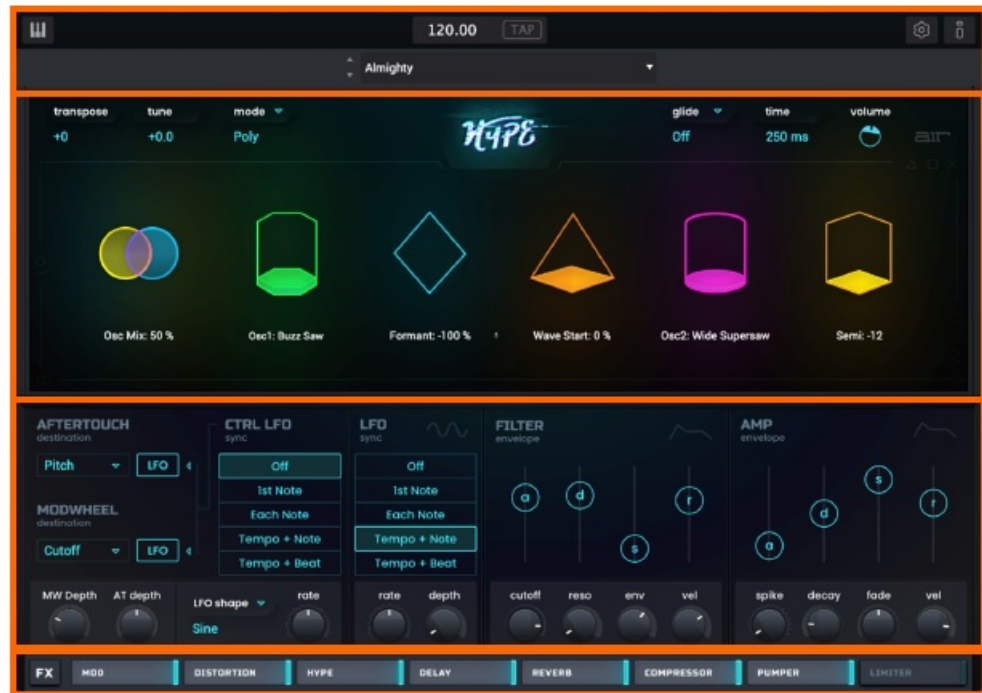 120.00 TAP
Almighty
transpose tune mode glide time volume
+0 +0.0 Poly HYPE Off 250 ms air
Osc Mix: 50 % Osc1: Buzz Saw Formant: -100 % Wave Start: 0 % Osc2: Wide Supersaw Semi: -12
AFTERTOUCH CTRL LFO LFO FILTER AMP
destination sync sync envelope envelope
Pitch LFO Off Off
1st Note 1st Note
MODWHEEL Each Note Each Note a d s r a d s r
destination
Tempo + Note Tempo + Note
Cutoff LFO Tempo + Beat Tempo + Beat
MW Depth AT depth LFO shape rate rate depth cutoff reso env vel spike decay fade vel
Sine
FX MOD DISTORTION HYPE DELAY REVERB COMPRESSOR PUMPER LIMITER